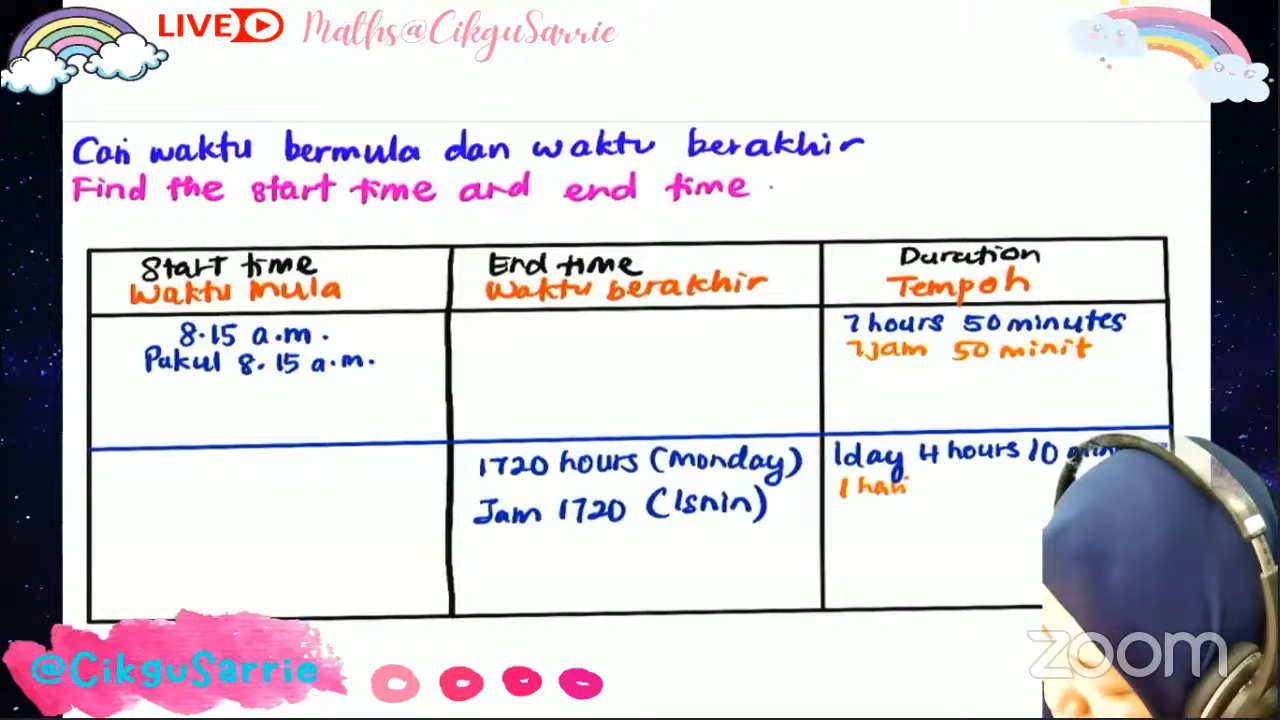 LIVE Maths@CikguSarrie
Cari waktu bermula dan waktu berakhir
Find the start time and end time
Start time
Waktu mula
End time
Waktu berakhir
Duration
Tempoh
8.15 a.m.
Pukul 8.15 a.m.
7 hours 50 minutes
7 jam 50 minit
1720 hours (Monday)
Jam 1720 (Isnin)
1 day 4 hours 10
1 hari
@CikguSarrie
zoom